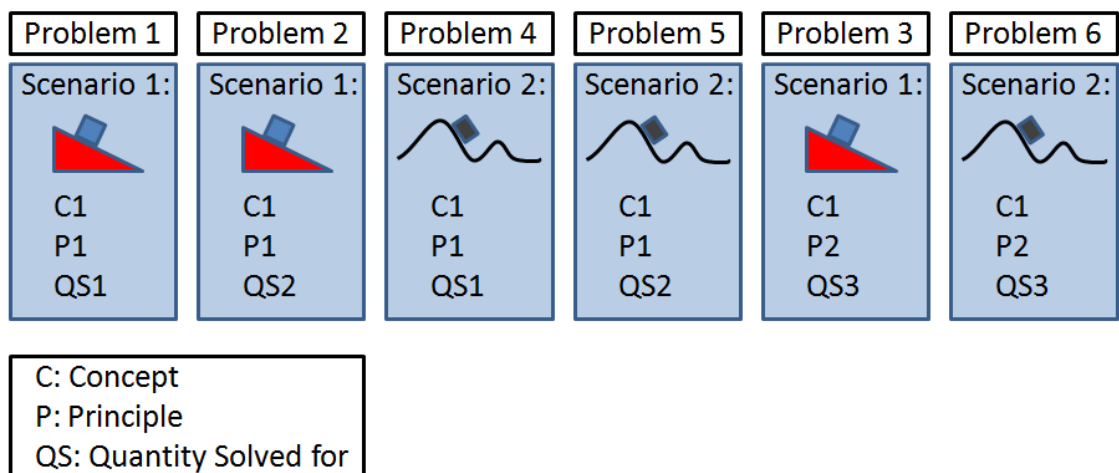 Problem 1
Problem 2
Problem 4
Problem 5
Problem 3
Problem 6
Scenario 1:
C1
P1
QS1
Scenario 1:
C1
P1
QS2
Scenario 2:
C1
P1
QS1
Scenario 2:
C1
P1
QS2
Scenario 1:
C1
P2
QS3
Scenario 2:
C1
P2
QS3
C: Concept
P: Principle
QS: Quantity Solved for